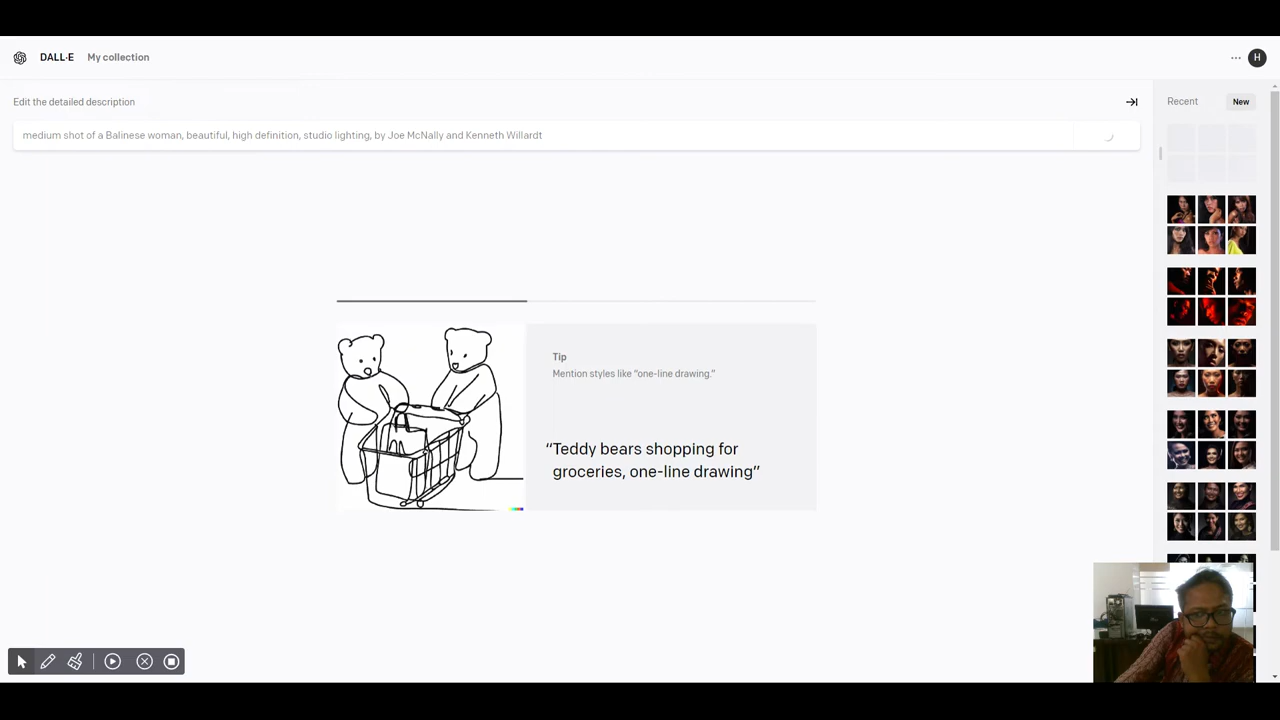 DALL·E
My collection
H
Edit the detailed description
Recent
New
medium shot of a Balinese woman, beautiful, high definition, studio lighting, by Joe McNally and Kenneth Willardt
Tip
Mention styles like "one-line drawing."
"Teddy bears shopping for
groceries, one-line drawing"